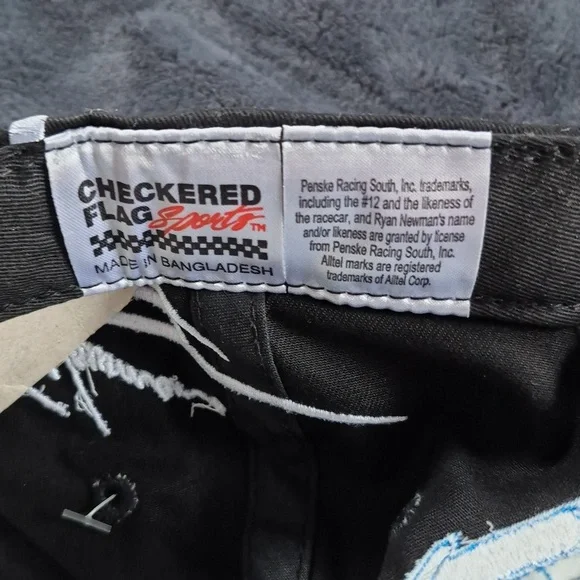 CHECKERED
FLAG Sports TM
MADE IN BANGLADESH
Penske Racing South, Inc. trademarks,
including the #12 and the likeness of
the racecar, and Ryan Newman's name
and/or likeness are granted by license
from Penske Racing South, Inc.
Alltel marks are registered
trademarks of Alltel Corp.